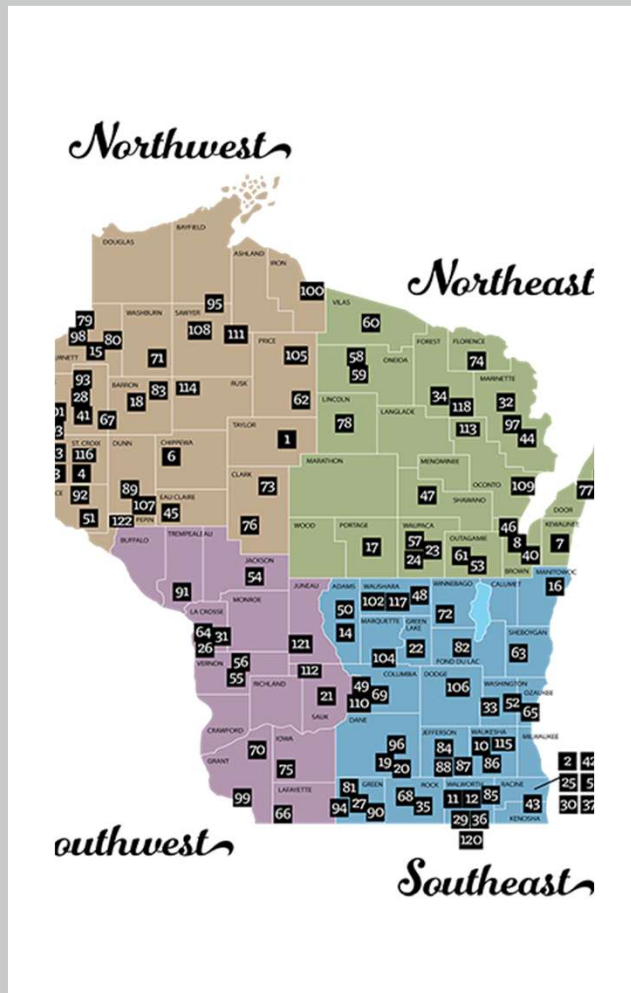 Northwest
BAYFIELD
DOUGLAS
ASHLAND
IRON
Northeast
100
VILAS
95
79
WASHBURN
SAWYER
60
98
80
108
111
FOREST
FLORENCE
15
PRICE
URNETT
71
105
58
ONEIDA
74
59
MARINETTE
93
BARRON
83
114
RUSK
28
18
62
LINCOLN
34
118
32
01
41
67
LANGLADE
78
97
TAYLOR
113
44
3
ST. CROIX
DUNN
CHIPPEWA
1
3
116
6
MARATHON
MENOMINEE
3
4
CLARK
OCONTO
109
77
CE
92
89
73
47
SHAWANO
107
EAU CLAIRE
DOOR
51
122
PEPIN
45
76
WOOD
PORTAGE
WAUPACA
46
KEWAUNEE
BUFFALO
TREMPEALEAU
57
23
OUTAGAMIE
8
7
17
24
61
53
40
JACKSON
BROWN
MANITOWOC
54
JUNEAU
ADAMS
WAUSHARA
WINNEBAGO
CALUMET
16
91
MONROE
50
102
117
48
72
LA CROSSE
MARQUETTE
GREEN
LAKE
SHEBOYGAN
64
31
14
26
121
22
82
63
VERNON
56
104
FOND DU LAC
55
112
COLUMBIA
DODGE
WASHINGTON
RICHLAND
49
69
106
OZAUKEE
21
110
33
52
65
SAUK
DANE
CRAWFORD
IOWA
JEFFERSON
WAUKESHA
MILWAUKEE
GRANT
70
96
84
10
115
75
19
20
88
87
86
2
42
LAFAYETTE
81
GREEN
ROCK
WALWORTH
RACINE
25
5
99
94
27
68
11
12
85
43
30
37
66
90
35
29
36
KENOSHA
outhwest
120
Southeast